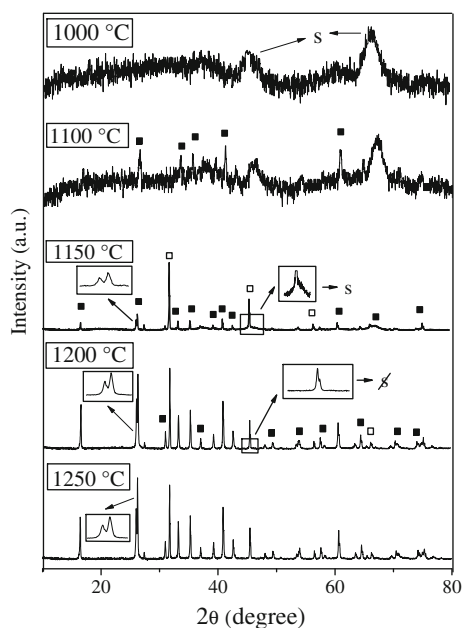 1000 °C
s
1100 °C
1150 °C
s
1200 °C
s
1250 °C
Intensity (a.u.)
20 40 60 80
2θ (degree)